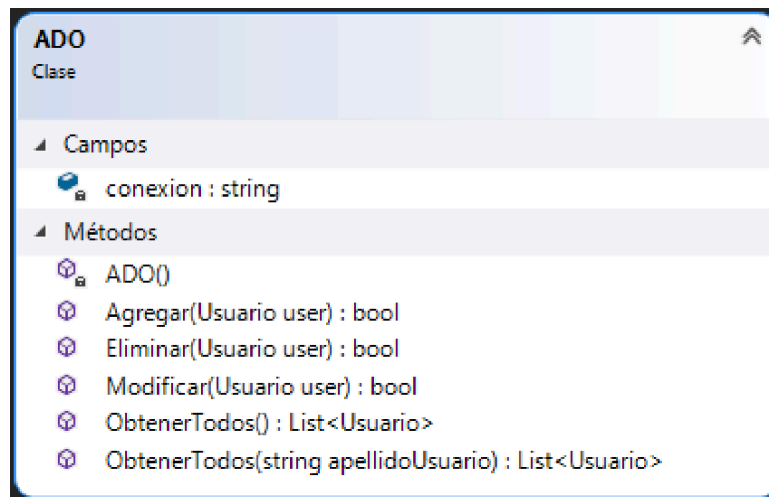 ADO
Clase
Campos
conexion : string
Métodos
ADO()
Agregar(Usuario user) : bool
Eliminar(Usuario user) : bool
Modificar(Usuario user) : bool
ObtenerTodos() : List<Usuario>
ObtenerTodos(string apellidoUsuario) : List<Usuario>